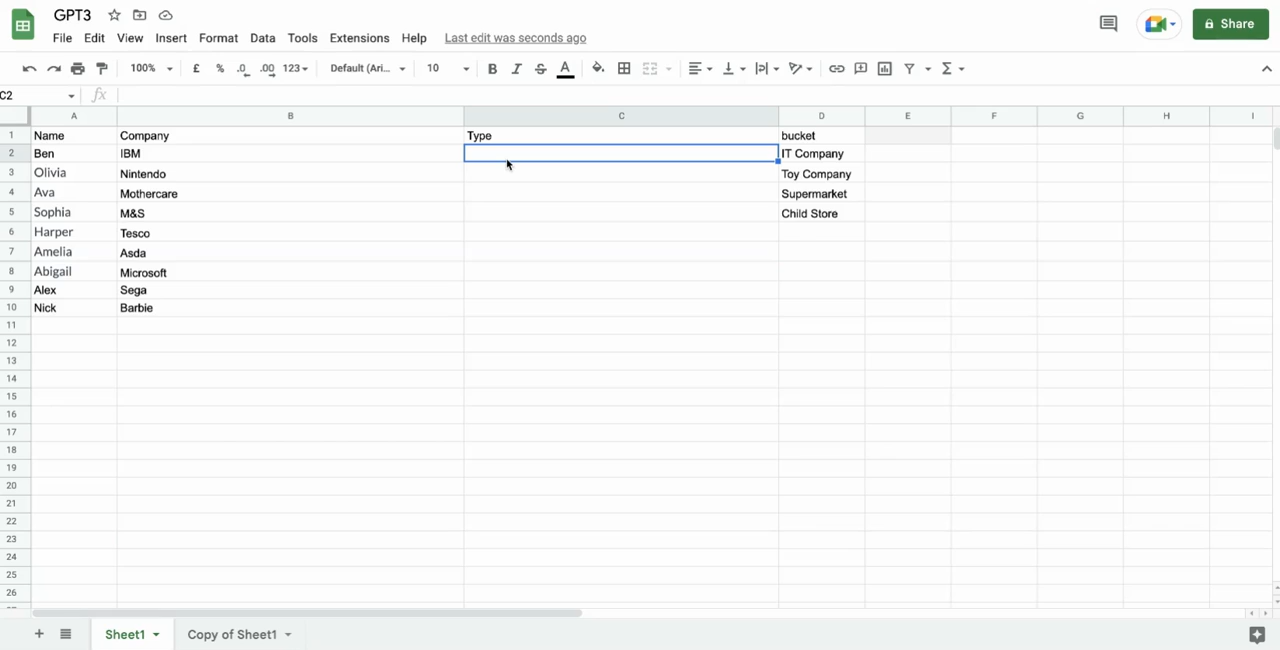 GPT3
File Edit View Insert Format Data Tools Extensions Help Last edit was seconds ago
Share
100% £ % .0 .00 123 Default (Ari... 10 B I S A Σ
C2 fx
A B C D E F G H I
1 Name Company Type bucket
2 Ben IBM IT Company
3 Olivia Nintendo Toy Company
4 Ava Mothercare Supermarket
5 Sophia M&S Child Store
6 Harper Tesco
7 Amelia Asda
8 Abigail Microsoft
9 Alex Sega
10 Nick Barbie
11
12
13
14
15
16
17
18
19
20
21
22
23
24
25
26
+ Sheet1 Copy of Sheet1